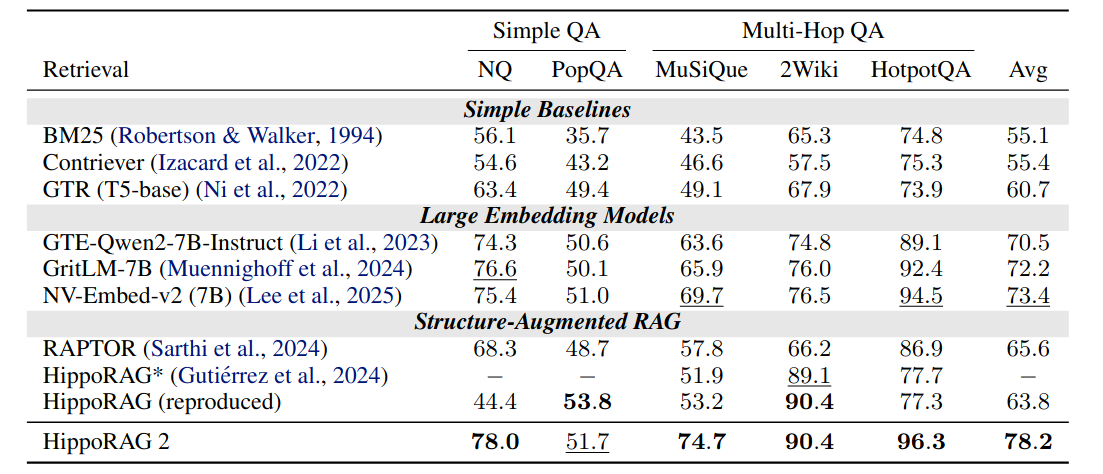 Simple QA Multi-Hop QA
Retrieval NQ PopQA MuSiQue 2Wiki HotpotQA Avg
Simple Baselines
BM25 (Robertson & Walker, 1994) 56.1 35.7 43.5 65.3 74.8 55.1
Contriever (Izacard et al., 2022) 54.6 43.2 46.6 57.5 75.3 55.4
GTR (T5-base) (Ni et al., 2022) 63.4 49.4 49.1 67.9 73.9 60.7
Large Embedding Models
GTE-Qwen2-7B-Instruct (Li et al., 2023) 74.3 50.6 63.6 74.8 89.1 70.5
GritLM-7B (Muennighoff et al., 2024) 76.6 50.1 65.9 76.0 92.4 72.2
NV-Embed-v2 (7B) (Lee et al., 2025) 75.4 51.0 69.7 76.5 94.5 73.4
Structure-Augmented RAG
RAPTOR (Sarthi et al., 2024) 68.3 48.7 57.8 66.2 86.9 65.6
HippoRAG* (Gutiérrez et al., 2024) – – 51.9 89.1 77.7 –
HippoRAG (reproduced) 44.4 53.8 53.2 90.4 77.3 63.8
HippoRAG 2 78.0 51.7 74.7 90.4 96.3 78.2